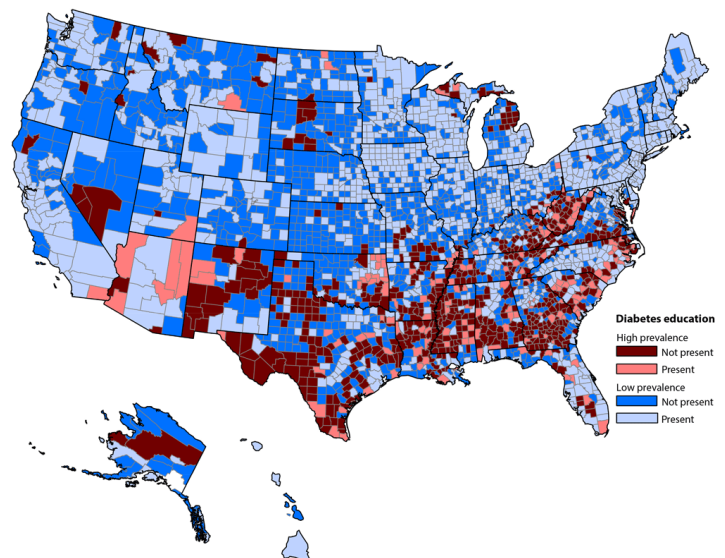 Diabetes education
High prevalence
Not present
Present
Low prevalence
Not present
Present